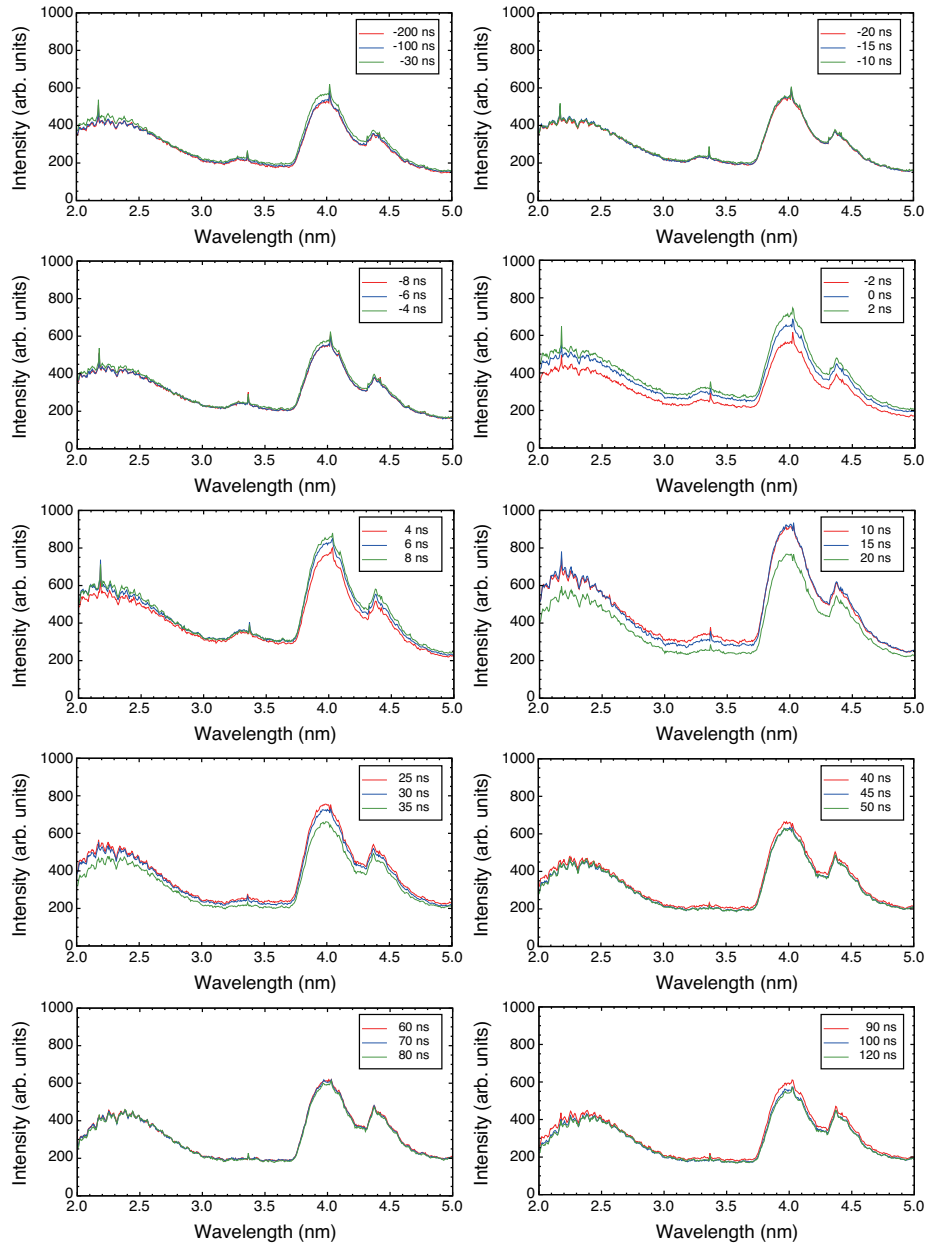 Intensity (arb. units)
1000
800
600
400
200
0
2.0 2.5 3.0 3.5 4.0 4.5 5.0
Wavelength (nm)
-200 ns
-100 ns
-30 ns
Intensity (arb. units)
1000
800
600
400
200
0
2.0 2.5 3.0 3.5 4.0 4.5 5.0
Wavelength (nm)
-20 ns
-15 ns
-10 ns
Intensity (arb. units)
1000
800
600
400
200
0
2.0 2.5 3.0 3.5 4.0 4.5 5.0
Wavelength (nm)
-8 ns
-6 ns
-4 ns
Intensity (arb. units)
1000
800
600
400
200
0
2.0 2.5 3.0 3.5 4.0 4.5 5.0
Wavelength (nm)
-2 ns
0 ns
2 ns
Intensity (arb. units)
1000
800
600
400
200
0
2.0 2.5 3.0 3.5 4.0 4.5 5.0
Wavelength (nm)
4 ns
6 ns
8 ns
Intensity (arb. units)
1000
800
600
400
200
0
2.0 2.5 3.0 3.5 4.0 4.5 5.0
Wavelength (nm)
10 ns
15 ns
20 ns
Intensity (arb. units)
1000
800
600
400
200
0
2.0 2.5 3.0 3.5 4.0 4.5 5.0
Wavelength (nm)
25 ns
30 ns
35 ns
Intensity (arb. units)
1000
800
600
400
200
0
2.0 2.5 3.0 3.5 4.0 4.5 5.0
Wavelength (nm)
40 ns
45 ns
50 ns
Intensity (arb. units)
1000
800
600
400
200
0
2.0 2.5 3.0 3.5 4.0 4.5 5.0
Wavelength (nm)
60 ns
70 ns
80 ns
Intensity (arb. units)
1000
800
600
400
200
0
2.0 2.5 3.0 3.5 4.0 4.5 5.0
Wavelength (nm)
90 ns
100 ns
120 ns